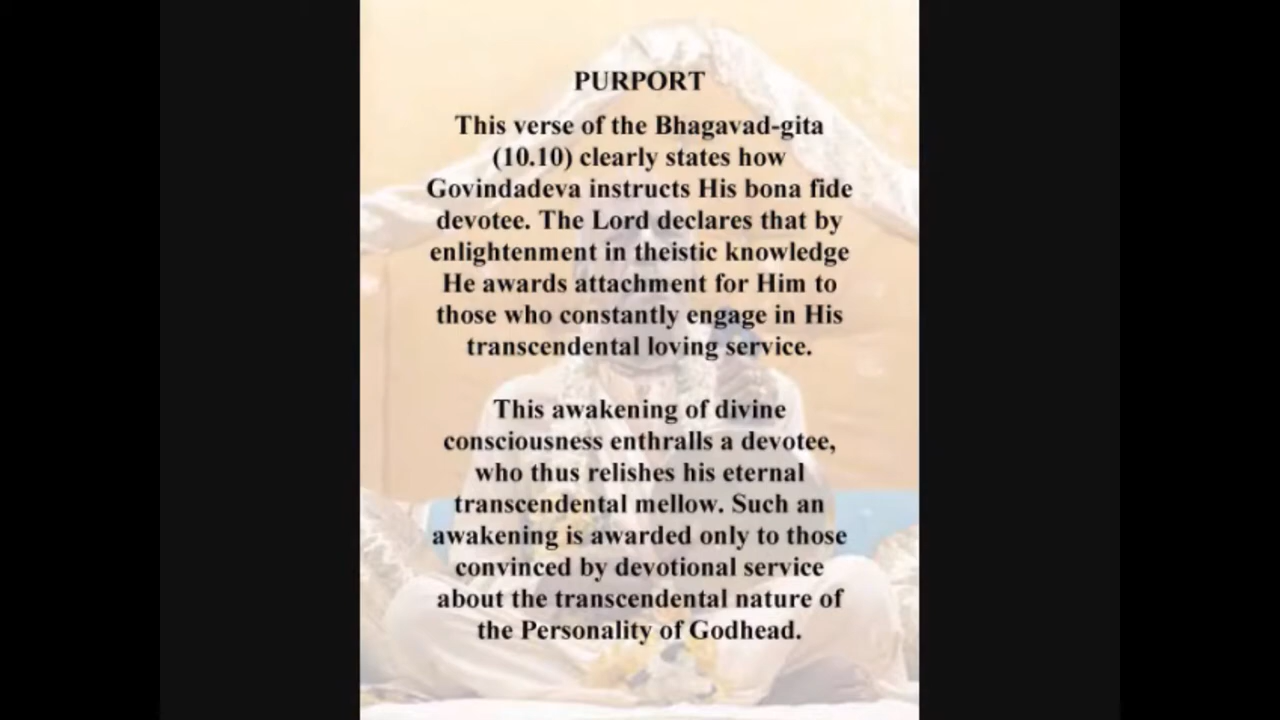 PURPORT
This verse of the Bhagavad-gita
(10.10) clearly states how
Govindadeva instructs His bona fide
devotee. The Lord declares that by
enlightenment in theistic knowledge
He awards attachment for Him to
those who constantly engage in His
transcendental loving service.
This awakening of divine
consciousness enthralls a devotee,
who thus relishes his eternal
transcendental mellow. Such an
awakening is awarded only to those
convinced by devotional service
about the transcendental nature of
the Personality of Godhead.